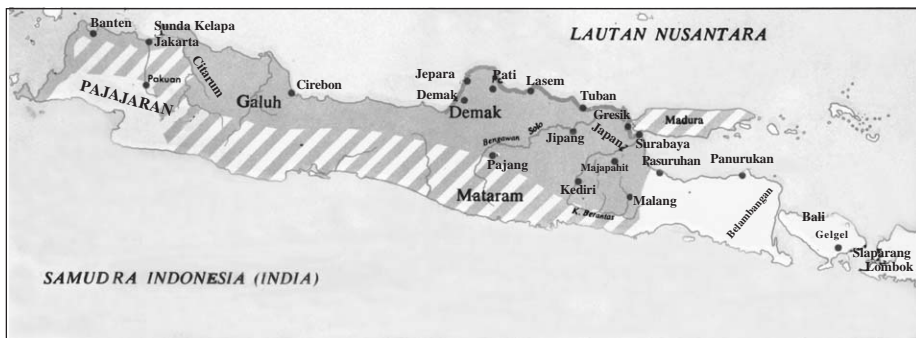 LAUTAN NUSANTARA
Banten
Sunda Kelapa
Jakarta
Pakuan
PAJAJARAN
Citarum
Galuh
Cirebon
Jepara
Pati
Lasem
Demak
Demak
Tuban
Gresik
Madura
Bengawan Solo
Jipang
Japan
Surabaya
Pajang
Majapahit
Pasuruhan
Panurukan
Mataram
Kediri
K. Berantas
Malang
Belambangan
Bali
Gelgel
Slaparang
Lombok
SAMUDRA INDONESIA (INDIA)